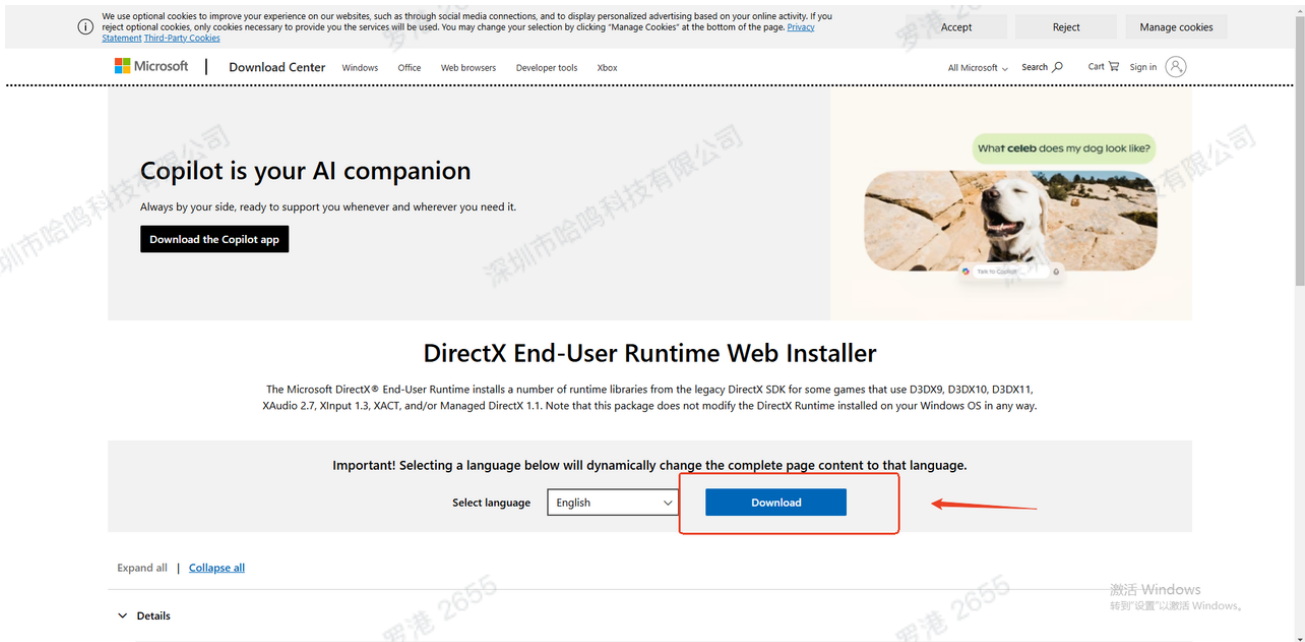 We use optional cookies to improve your experience on our websites, such as through social media connections, and to display personalized advertising based on your online activity. If you
reject optional cookies, only cookies necessary to provide you the services will be used. You may change your selection by clicking "Manage Cookies" at the bottom of the page. Privacy
Statement Third-Party Cookies
Accept
Reject
Manage cookies
Microsoft
Download Center
Windows
Office
Web browsers
Developer tools
Xbox
All Microsoft
Search
Cart
Sign in
Copilot is your AI companion
Always by your side, ready to support you whenever and wherever you need it.
Download the Copilot app
What celeb does my dog look like?
Talk to Copilot
深圳市哈鸣科技有限公司
深圳市哈鸣科技有限公司
DirectX End-User Runtime Web Installer
The Microsoft DirectX® End-User Runtime installs a number of runtime libraries from the legacy DirectX SDK for some games that use D3DX9, D3DX10, D3DX11,
XAudio 2.7, XInput 1.3, XACT, and/or Managed DirectX 1.1. Note that this package does not modify the DirectX Runtime installed on your Windows OS in any way.
Important! Selecting a language below will dynamically change the complete page content to that language.
Select language
English
Download
Expand all | Collapse all
Details
罗港 2655
罗港 2655
激活 Windows
转到"设置"以激活 Windows。